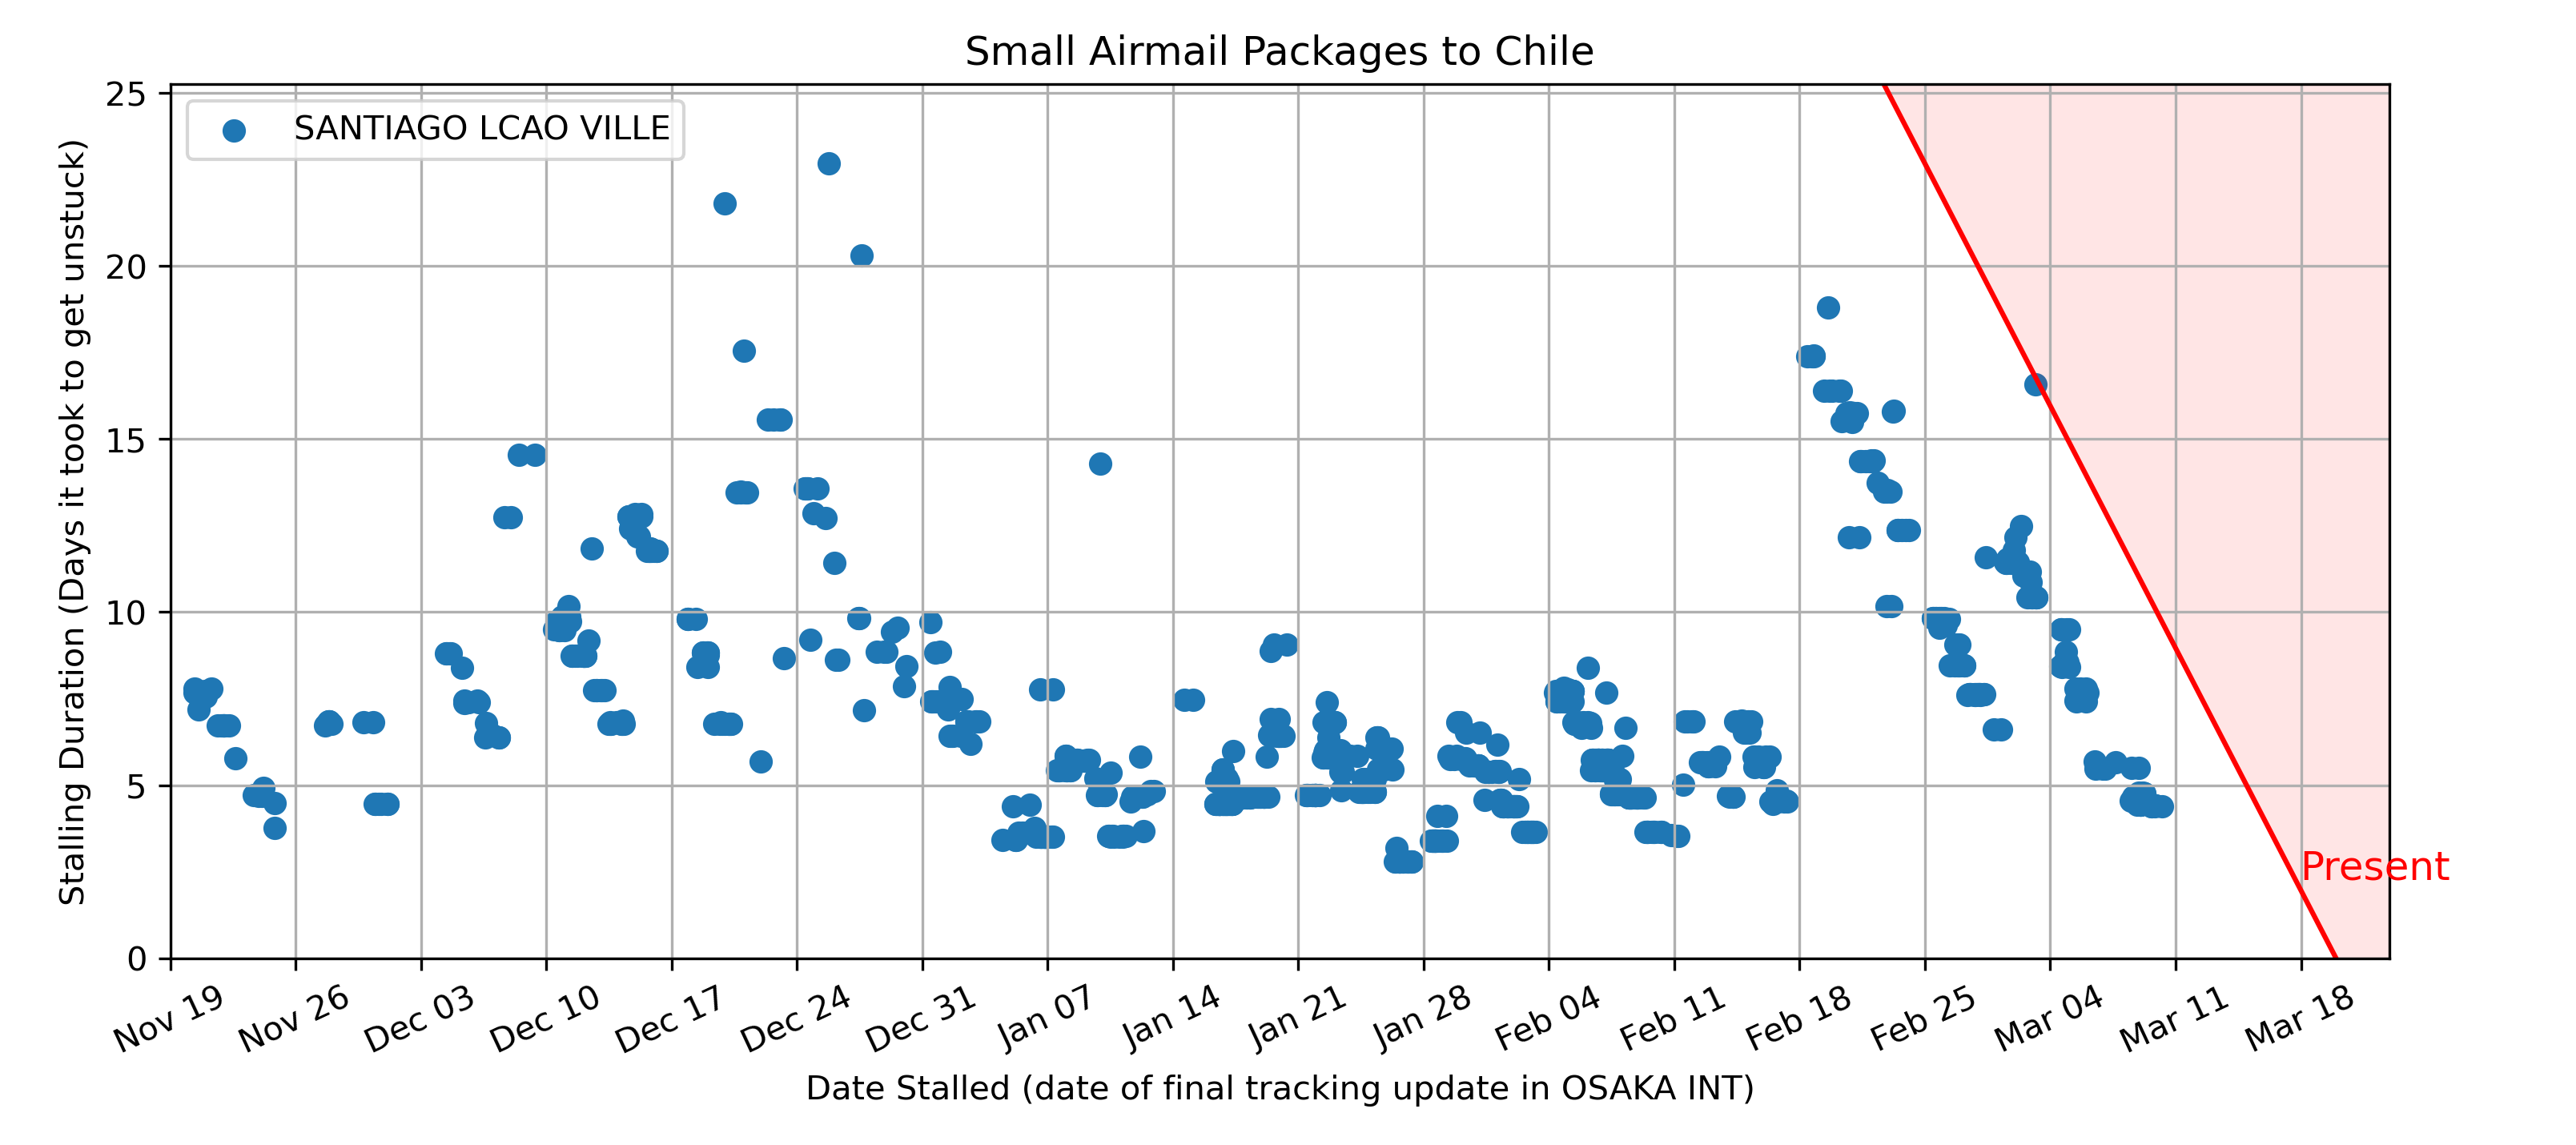 Small Airmail Packages to Chile
SANTIAGO LCAO VILLE
Stalling Duration (Days it took to get unstuck)
25
20
15
10
5
0
Present
Nov 19
Nov 26
Dec 03
Dec 10
Dec 17
Dec 24
Dec 31
Jan 07
Jan 14
Jan 21
Jan 28
Feb 04
Feb 11
Feb 18
Feb 25
Mar 04
Mar 11
Mar 18
Date Stalled (date of final tracking update in OSAKA INT)